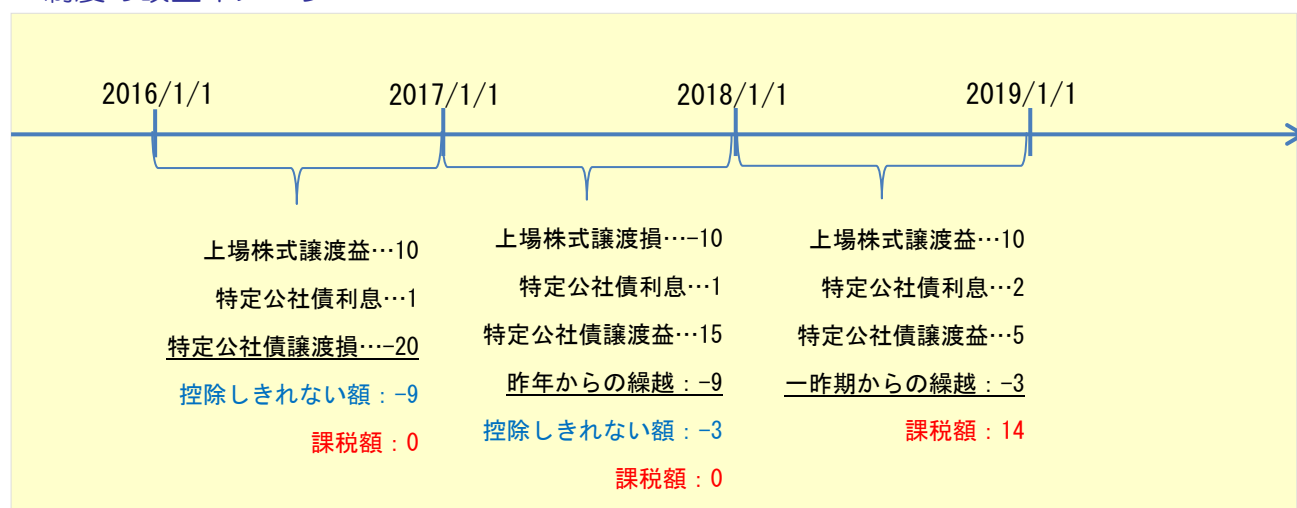 2016/1/1
2017/1/1
2018/1/1
2019/1/1
上場株式譲渡益…10
特定公社債利息…1
特定公社債譲渡損…-20
控除しきれない額：-9
課税額：0
上場株式譲渡損…-10
特定公社債利息…1
特定公社債譲渡益…15
昨年からの繰越：-9
控除しきれない額：-3
課税額：0
上場株式譲渡益…10
特定公社債利息…2
特定公社債譲渡益…5
一昨期からの繰越：-3
課税額：14